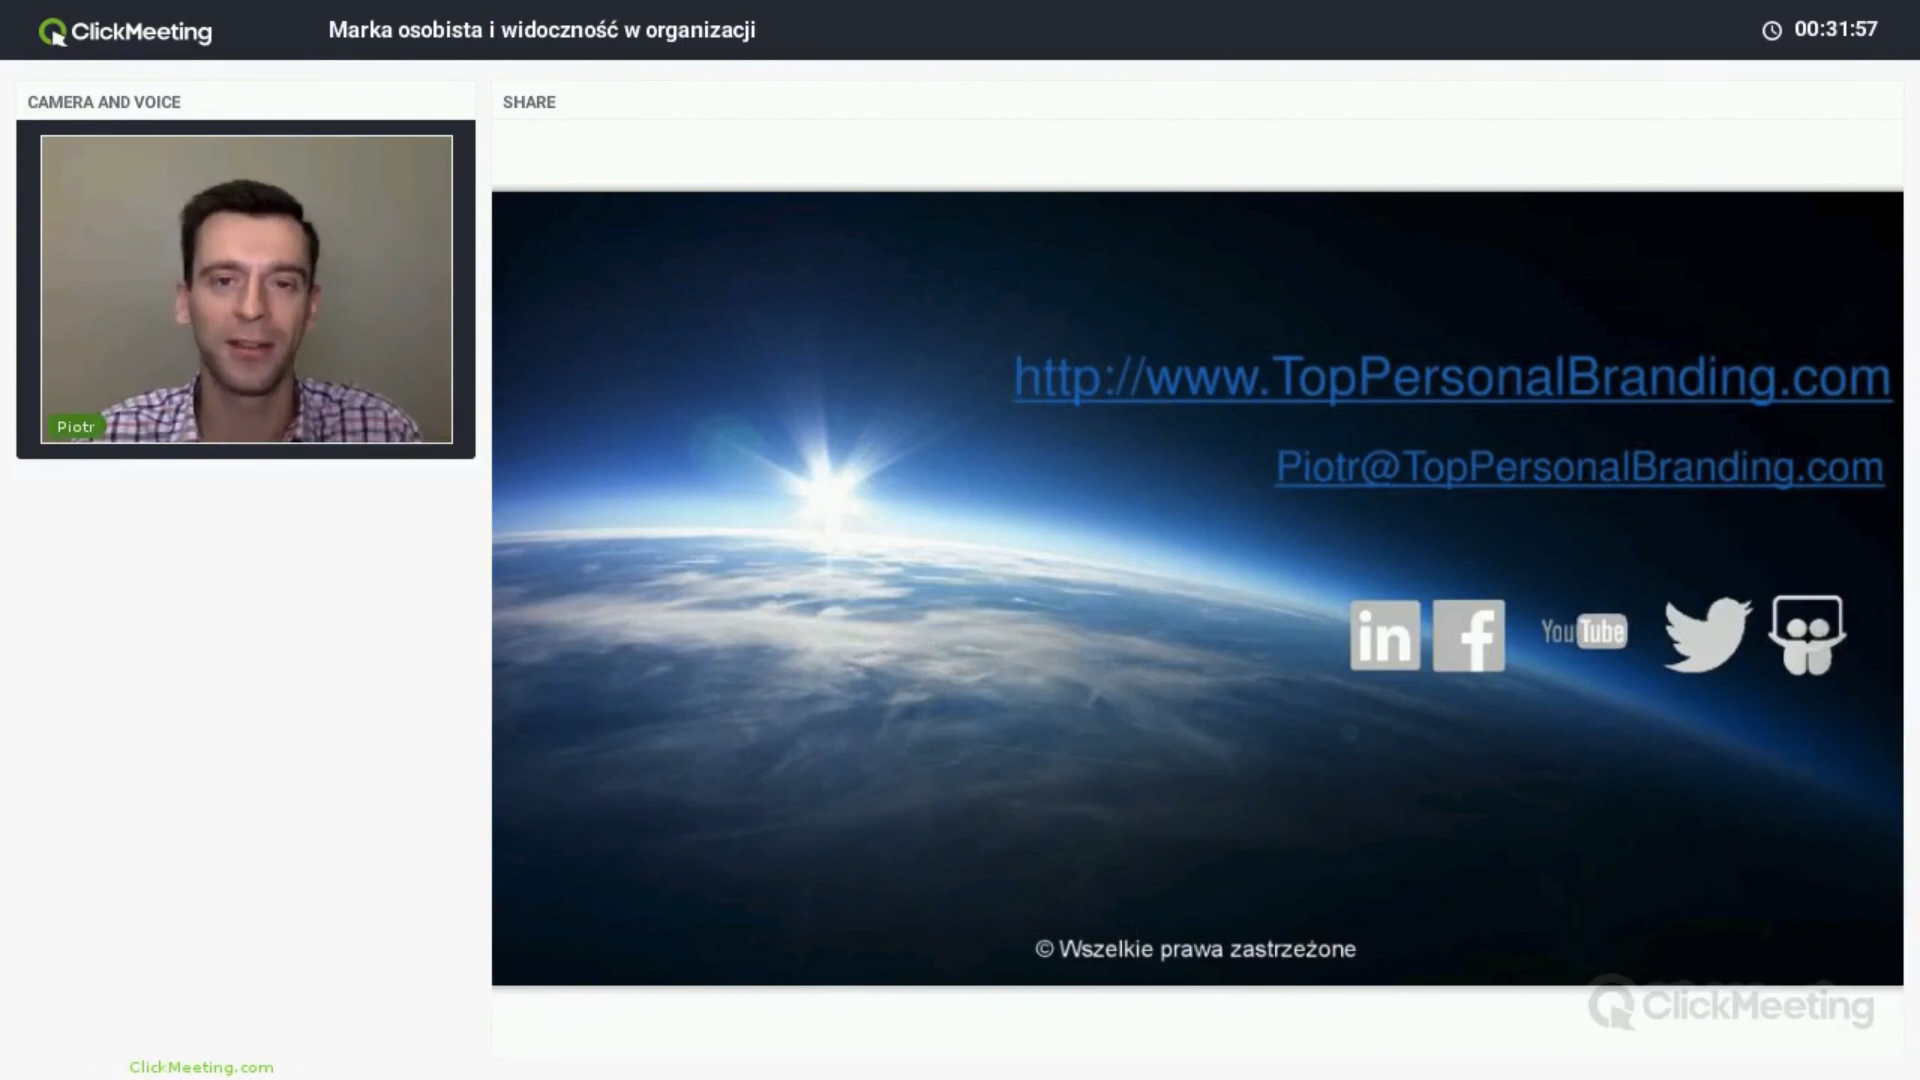 ClickMeeting
Marka osobista i widoczność w organizacji
00:31:57
CAMERA AND VOICE
SHARE
Piotr
http://www.TopPersonalBranding.com
Piotr@TopPersonalBranding.com
in f YouTube
© Wszelkie prawa zastrzeżone
ClickMeeting
ClickMeeting.com